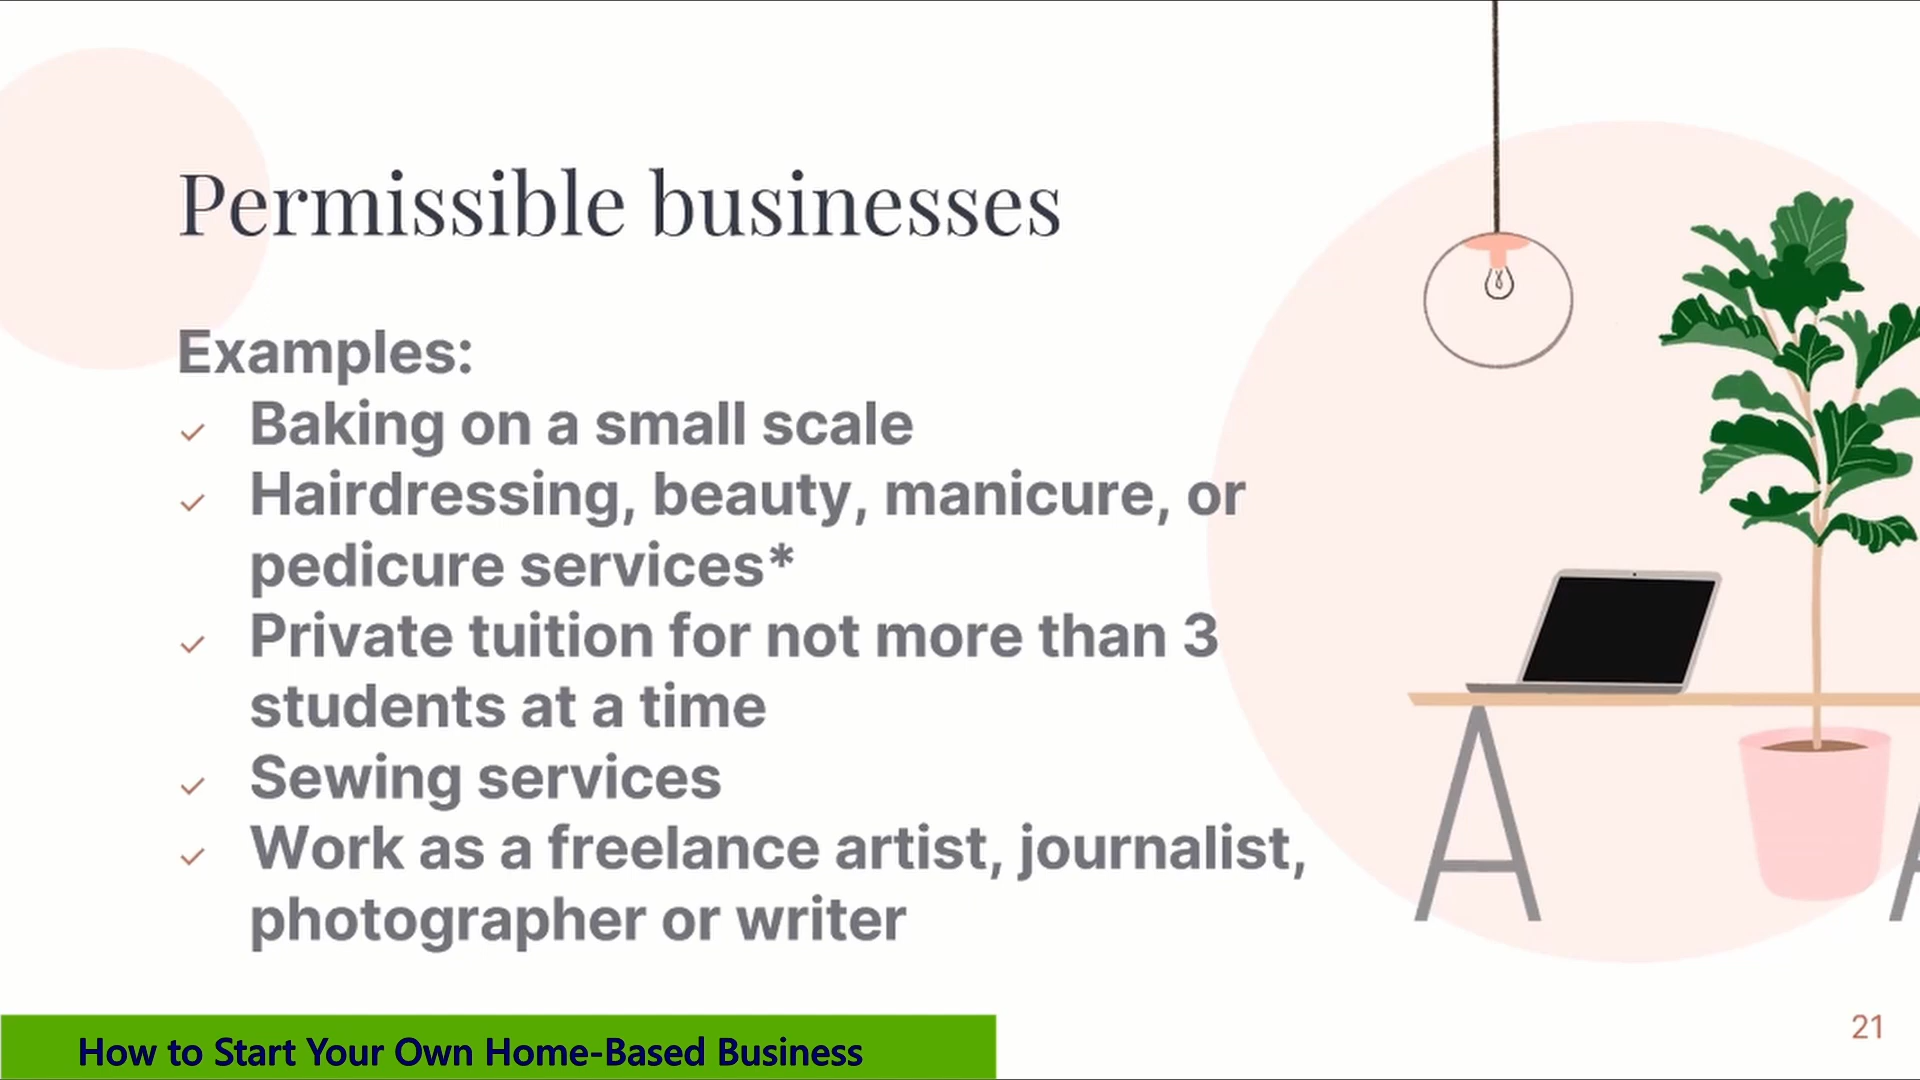 Permissible businesses
Examples:
✓ Baking on a small scale
✓ Hairdressing, beauty, manicure, or
pedicure services*
✓ Private tuition for not more than 3
students at a time
✓ Sewing services
✓ Work as a freelance artist, journalist,
photographer or writer
How to Start Your Own Home-Based Business
21